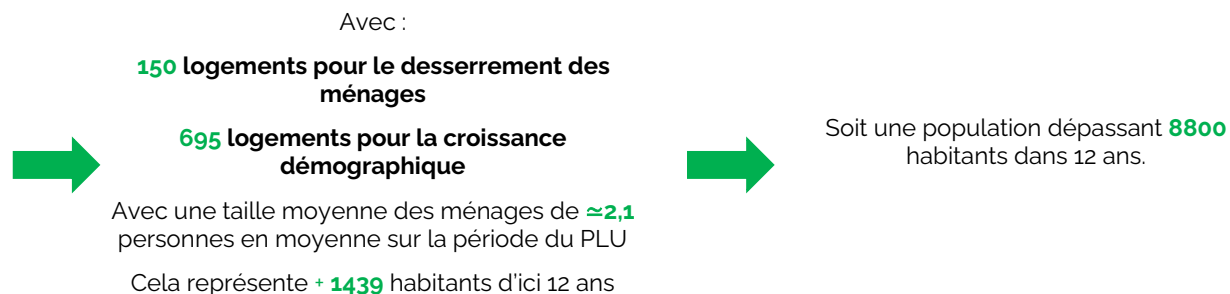 Avec :
150 logements pour le desserrement des
ménages
695 logements pour la croissance
démographique
Avec une taille moyenne des ménages de ≃2,1
personnes en moyenne sur la période du PLU
Cela représente + 1439 habitants d’ici 12 ans
Soit une population dépassant 8800
habitants dans 12 ans.